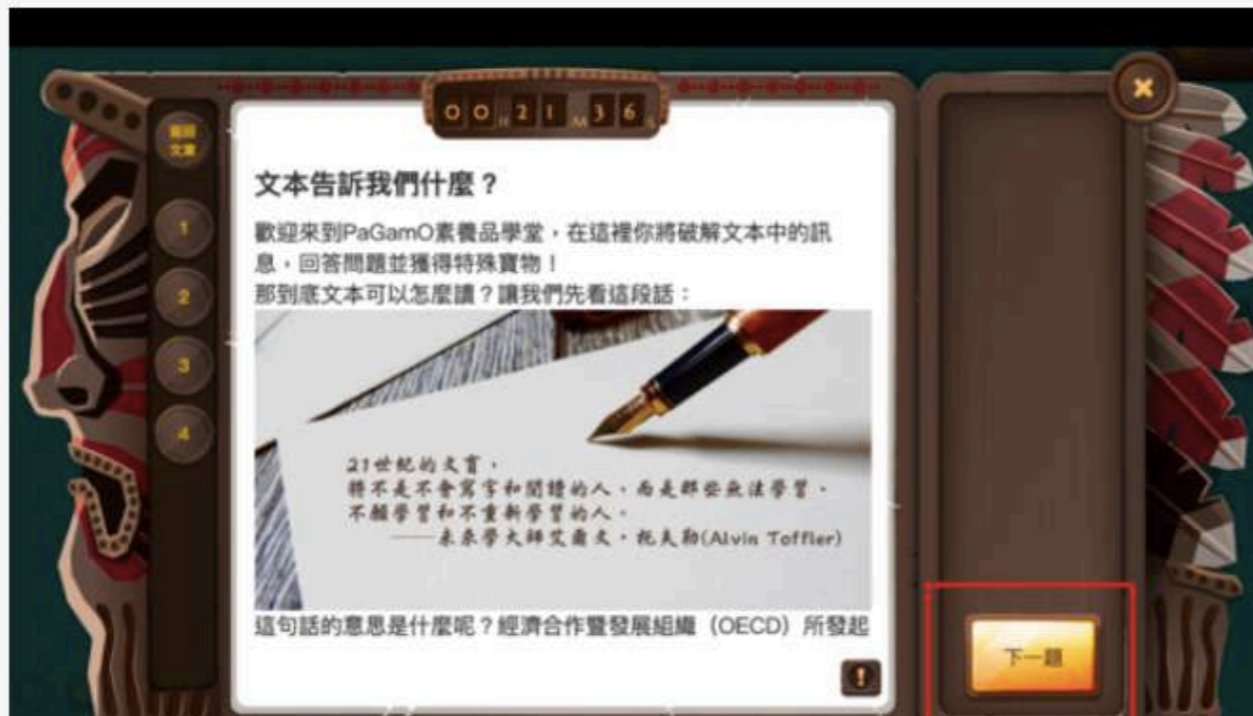 00H21M36S
返回
文章
1
2
3
4
文本告訴我們什麼？
歡迎來到PaGamO素養品學堂，在這裡你將破解文本中的訊
息，回答問題並獲得特殊寶物！
那到底文本可以怎麼讀？讓我們先看這段話：
21世紀的文盲，
將不是不會寫字和閱讀的人，而是那些無法學習、
不願學習和不重新學習的人。
——未來學大師艾爾文・托夫勒(Alvin Toffler)
這句話的意思是什麼呢？經濟合作暨發展組織（OECD）所發起
下一題